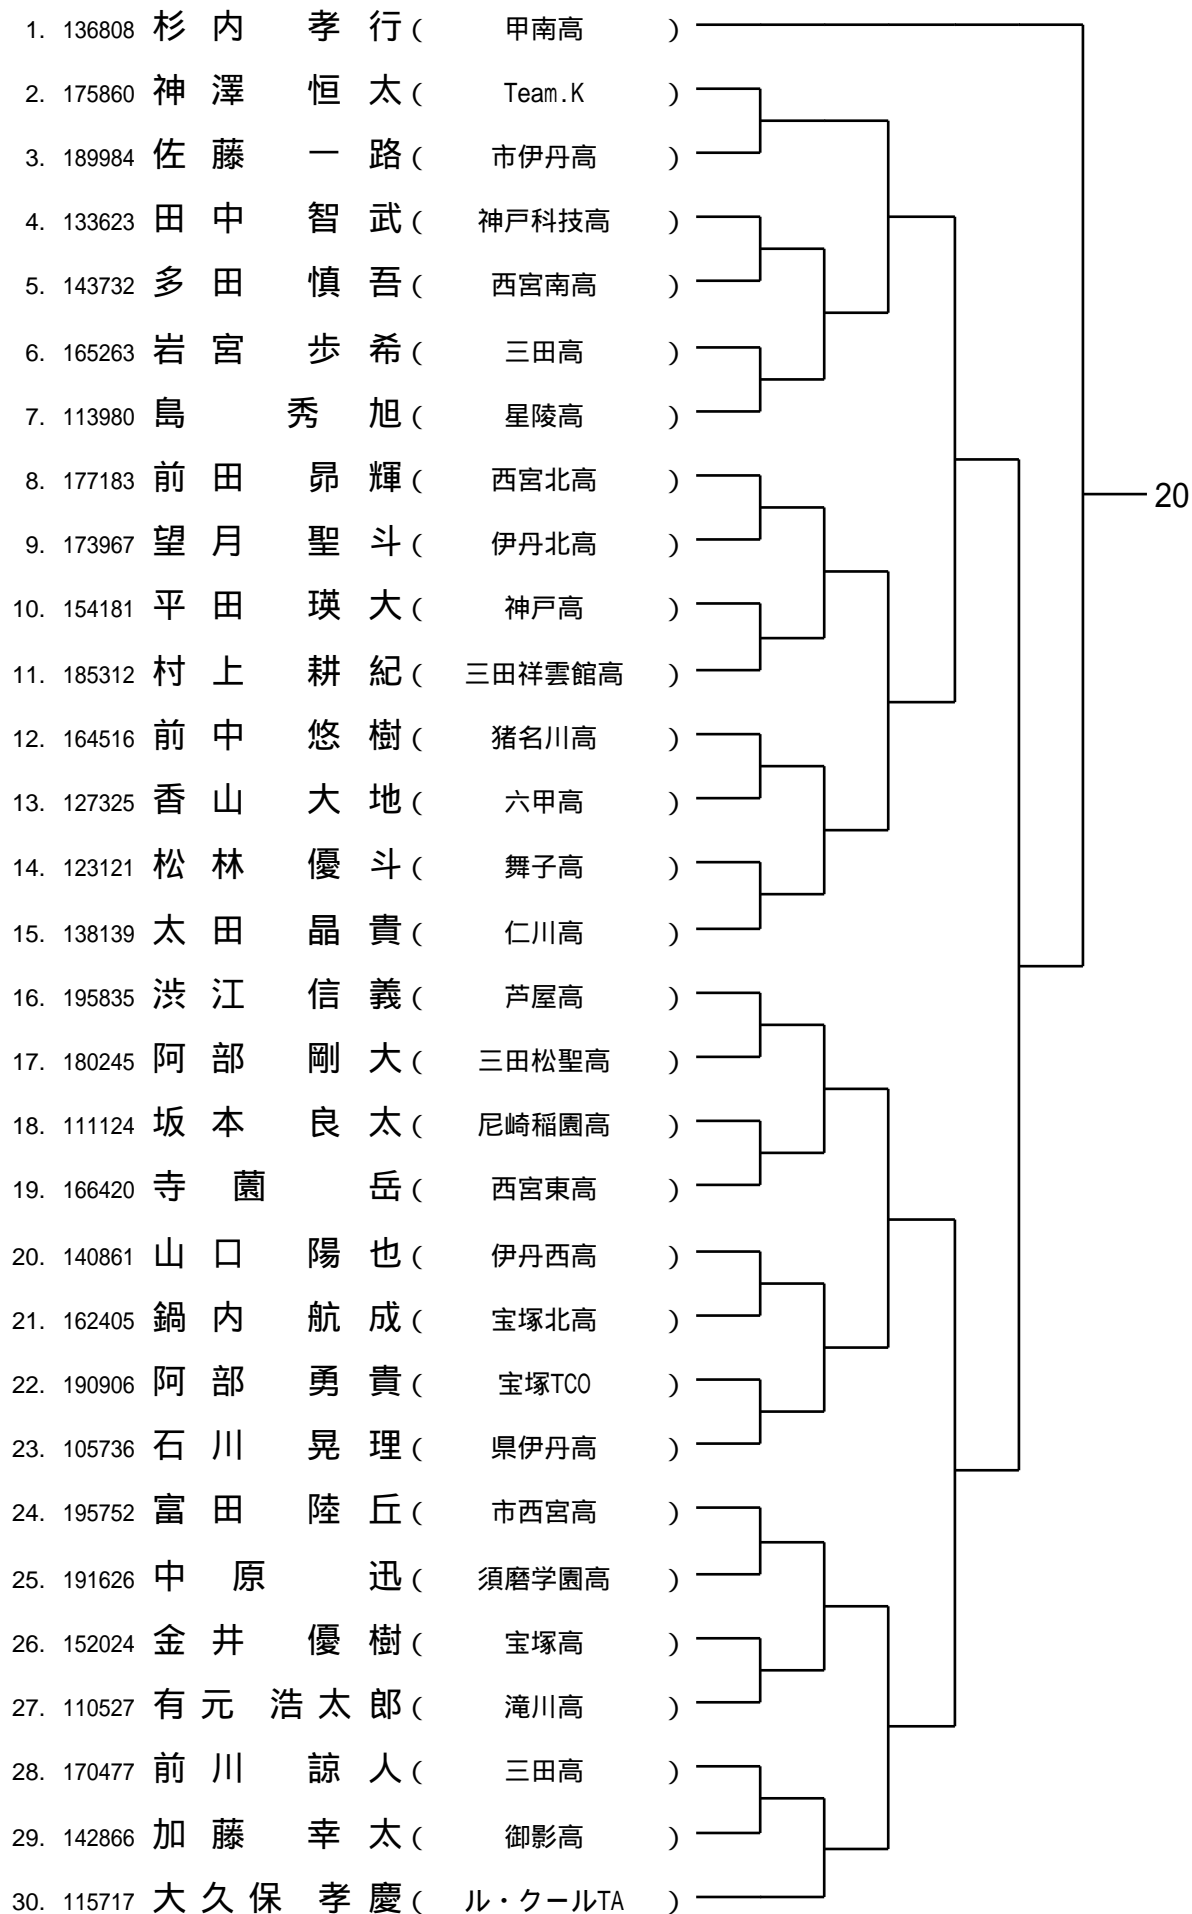 1. 136808 杉内 孝行 ( 甲南高 )
2. 175860 神澤 恒太 ( Team.K )
3. 189984 佐藤 一路 ( 市伊丹高 )
4. 133623 田中 智武 ( 神戸科技高 )
5. 143732 多田 慎吾 ( 西宮南高 )
6. 165263 岩宮 歩希 ( 三田高 )
7. 113980 島 秀旭 ( 星陵高 )
8. 177183 前田 昴輝 ( 西宮北高 )
9. 173967 望月 聖斗 ( 伊丹北高 )
20
10. 154181 平田 瑛大 ( 神戸高 )
11. 185312 村上 耕紀 ( 三田祥雲館高 )
12. 164516 前中 悠樹 ( 猪名川高 )
13. 127325 香山 大地 ( 六甲高 )
14. 123121 松林 優斗 ( 舞子高 )
15. 138139 太田 晶貴 ( 仁川高 )
16. 195835 渋江 信義 ( 芦屋高 )
17. 180245 阿部 剛大 ( 三田松聖高 )
18. 111124 坂本 良太 ( 尼崎稲園高 )
19. 166420 寺薗 岳 ( 西宮東高 )
20. 140861 山口 陽也 ( 伊丹西高 )
21. 162405 鍋内 航成 ( 宝塚北高 )
22. 190906 阿部 勇貴 ( 宝塚TCO )
23. 105736 石川 晃理 ( 県伊丹高 )
24. 195752 富田 陸丘 ( 市西宮高 )
25. 191626 中原 迅 ( 須磨学園高 )
26. 152024 金井 優樹 ( 宝塚高 )
27. 110527 有元 浩太郎 ( 滝川高 )
28. 170477 前川 諒人 ( 三田高 )
29. 142866 加藤 幸太 ( 御影高 )
30. 115717 大久保 孝慶 ( ル・クールTA )